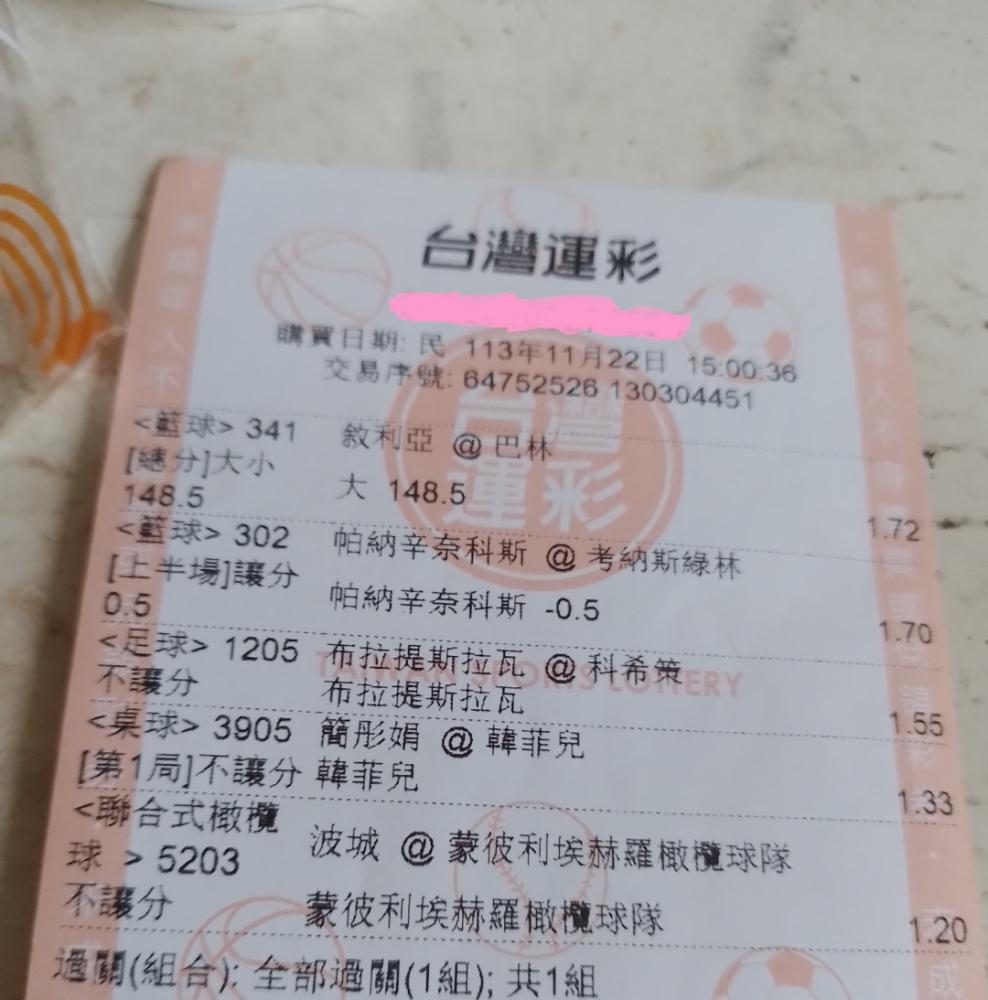 台灣運彩
購買日期: 民 113年11月22日 15:00:36
交易序號: 64752526 130304451
<籃球> 341 敘利亞 @ 巴林
[總分]大小
148.5 大 148.5 1.72
<籃球> 302 帕納辛奈科斯 @ 考納斯綠林
[上半場]讓分
0.5 帕納辛奈科斯 -0.5 1.70
<足球> 1205 布拉提斯拉瓦 @ 科希策
不讓分 布拉提斯拉瓦 1.55
<桌球> 3905 簡彤娟 @ 韓菲兒
[第1局]不讓分 韓菲兒 1.33
<聯合式橄欖
球 > 5203 波城 @ 蒙彼利埃赫羅橄欖球隊
不讓分 蒙彼利埃赫羅橄欖球隊 1.20
過關(組合): 全部過關(1組); 共1組
台灣
運彩
TAIWAN SPORTS LOTTERY